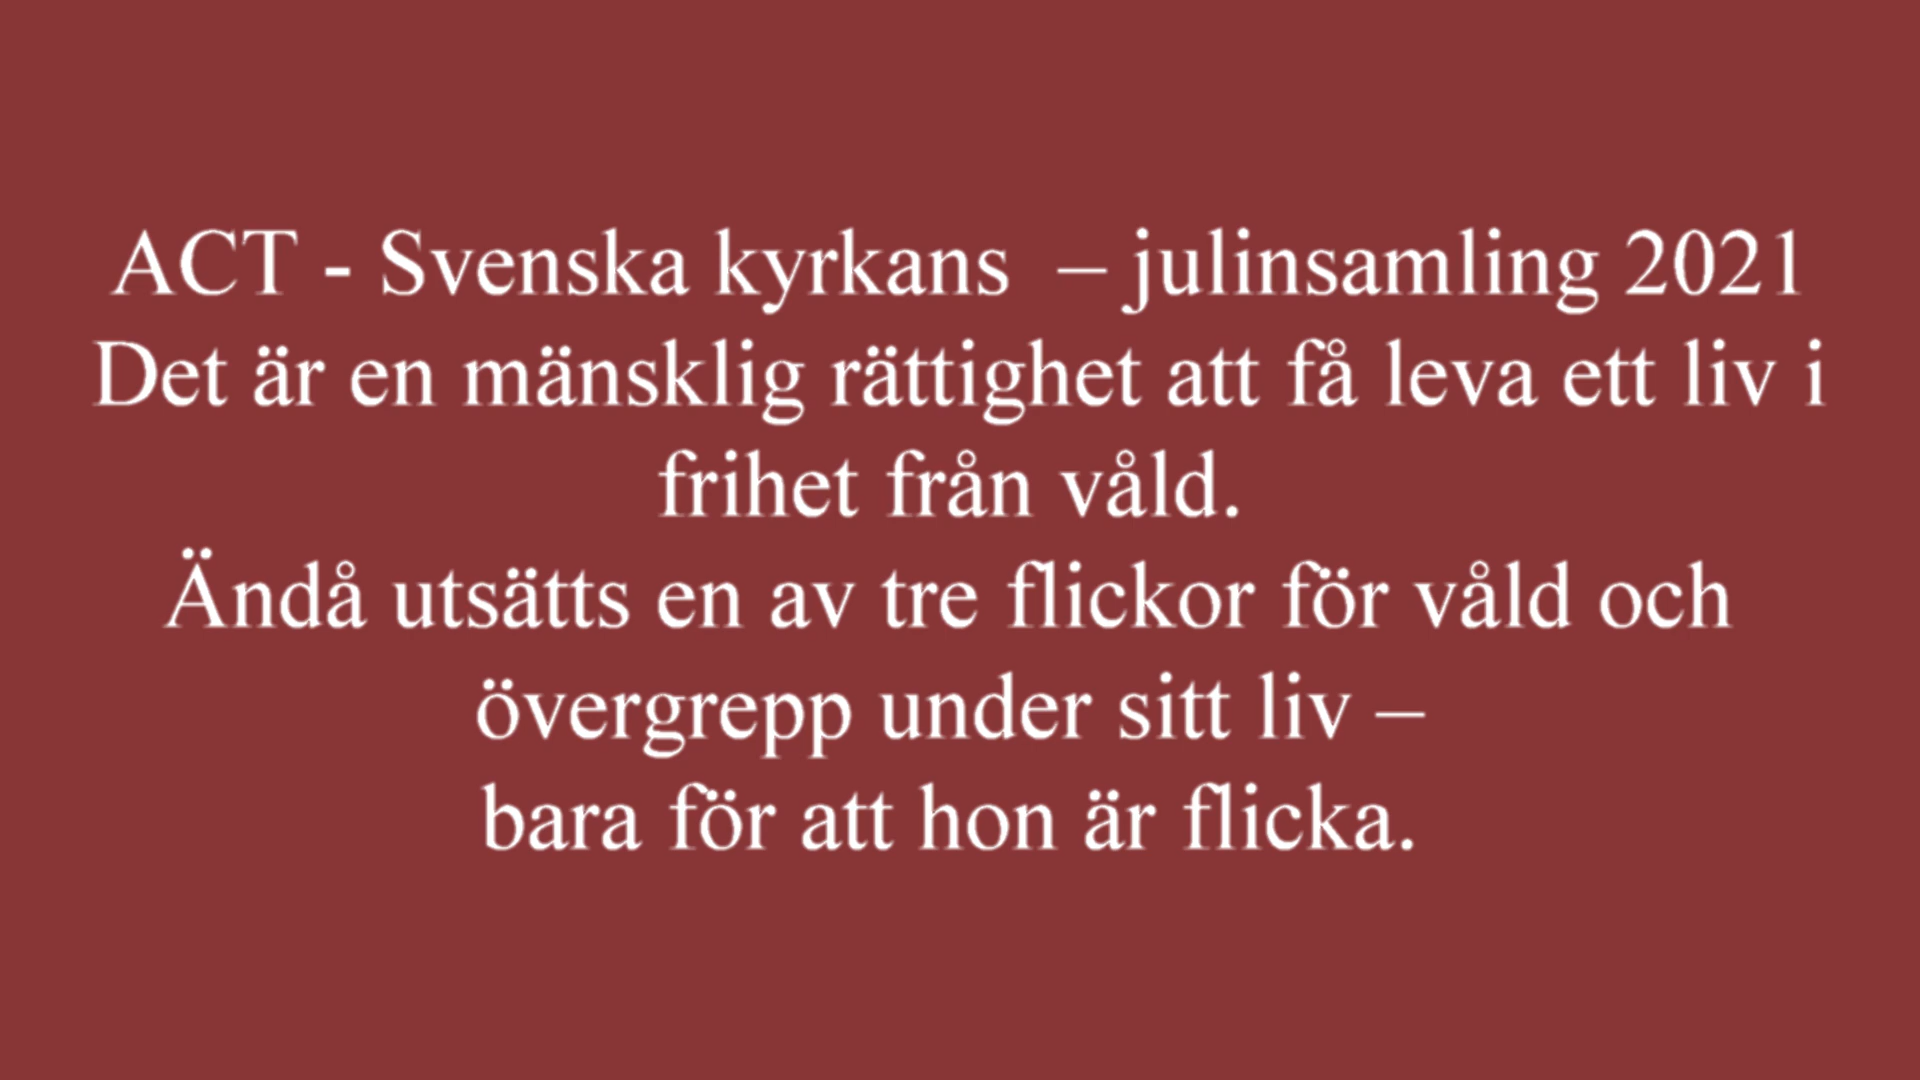 ACT - Svenska kyrkans  – julinsamling 2021
Det är en mänsklig rättighet att få leva ett liv i
frihet från våld.
Ändå utsätts en av tre flickor för våld och
övergrepp under sitt liv –
bara för att hon är flicka.